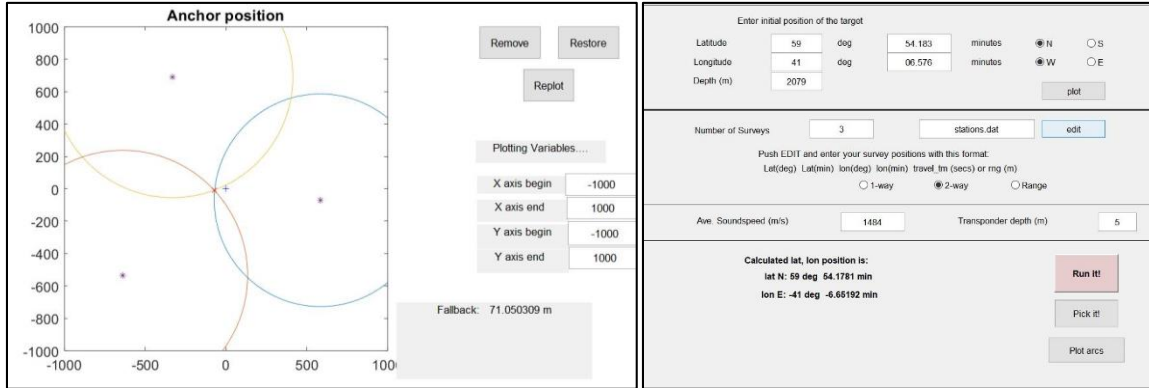 Anchor position
1000
800
600
400
200
0
-200
-400
-600
-800
-1000
-1000 -500 0 500 100
Remove Restore
Replot
Plotting Variables....
X axis begin -1000
X axis end 1000
Y axis begin -1000
Y axis end 1000
Fallback: 71.050309 m
Enter initial position of the target
Latitude 59 deg 54.183 minutes N S
Longitude 41 deg 06.576 minutes W E
Depth (m) 2079
plot
Number of Surveys 3 stations.dat edit
Push EDIT and enter your survey positions with this format:
Lat(deg) Lat(min) lon(deg) lon(min) travel_tm (secs) or rng (m)
1-way 2-way Range
Ave. Soundspeed (m/s) 1484 Transponder depth (m) 5
Calculated lat, lon position is:
lat N: 59 deg 54.1781 min
lon E: -41 deg -6.65192 min
Run It!
Pick it!
Plot arcs